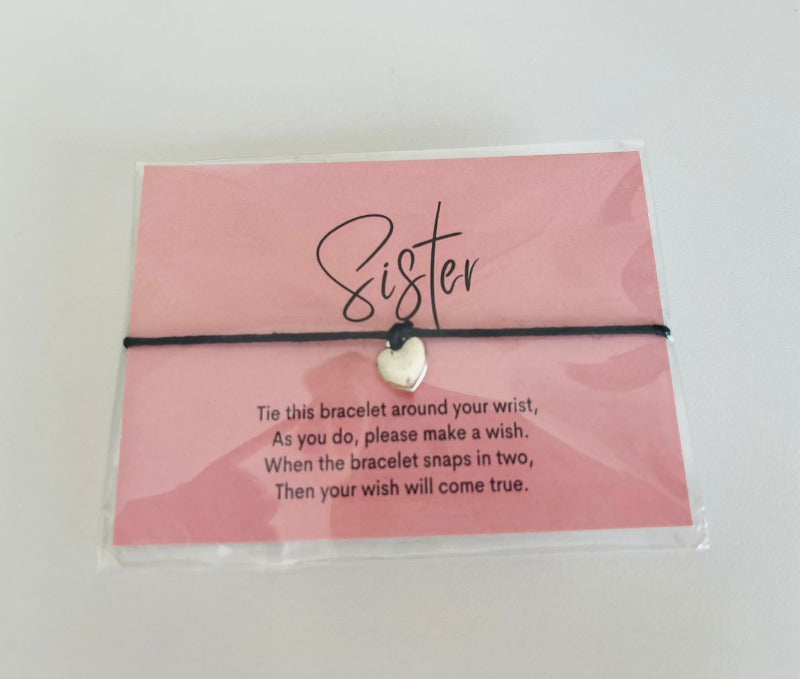 Sister
Tie this bracelet around your wrist,
As you do, please make a wish.
When the bracelet snaps in two,
Then your wish will come true.